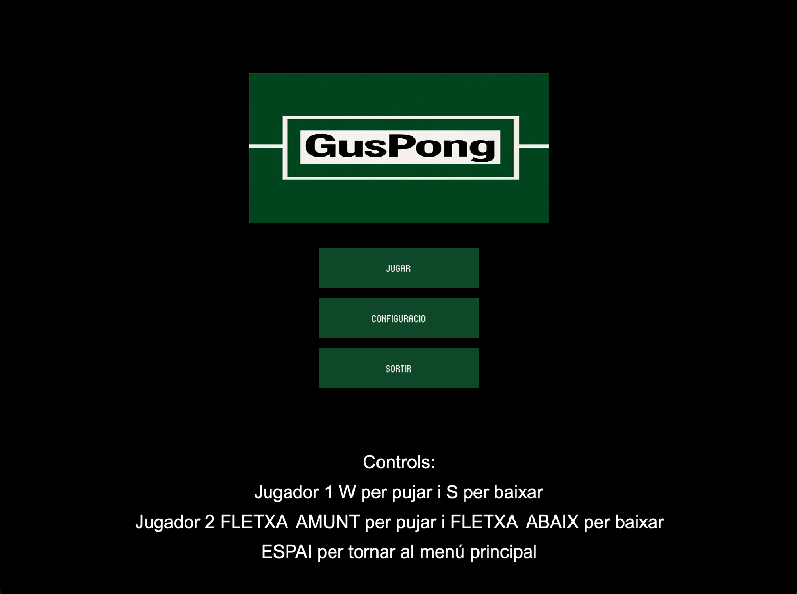 GusPong
JUGAR
CONFIGURACIO
SORTIR
Controls:
Jugador 1 W per pujar i S per baixar
Jugador 2 FLETXA AMUNT per pujar i FLETXA ABAIX per baixar
ESPAI per tornar al menú principal